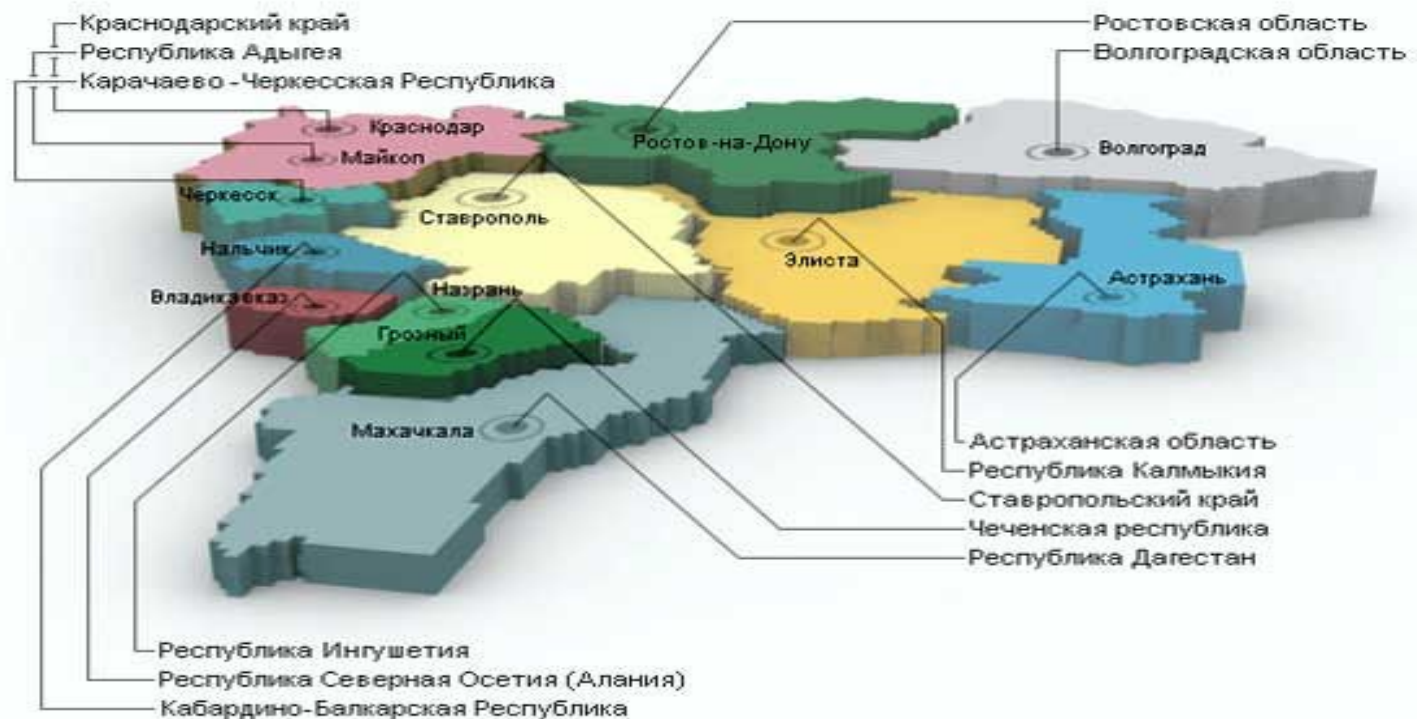 Краснодарский край
Республика Адыгея
Карачаево-Черкесская Республика
Ростовская область
Волгоградская область
Краснодар
Майкоп
Ростов-на-Дону
Волгоград
Черкесск
Ставрополь
Нальчик
Элиста
Астрахань
Назрань
Владикавказ
Грозный
Махачкала
Астраханская область
Республика Калмыкия
Ставропольский край
Чеченская республика
Республика Дагестан
Республика Ингушетия
Республика Северная Осетия (Алания)
Кабардино-Балкарская Республика